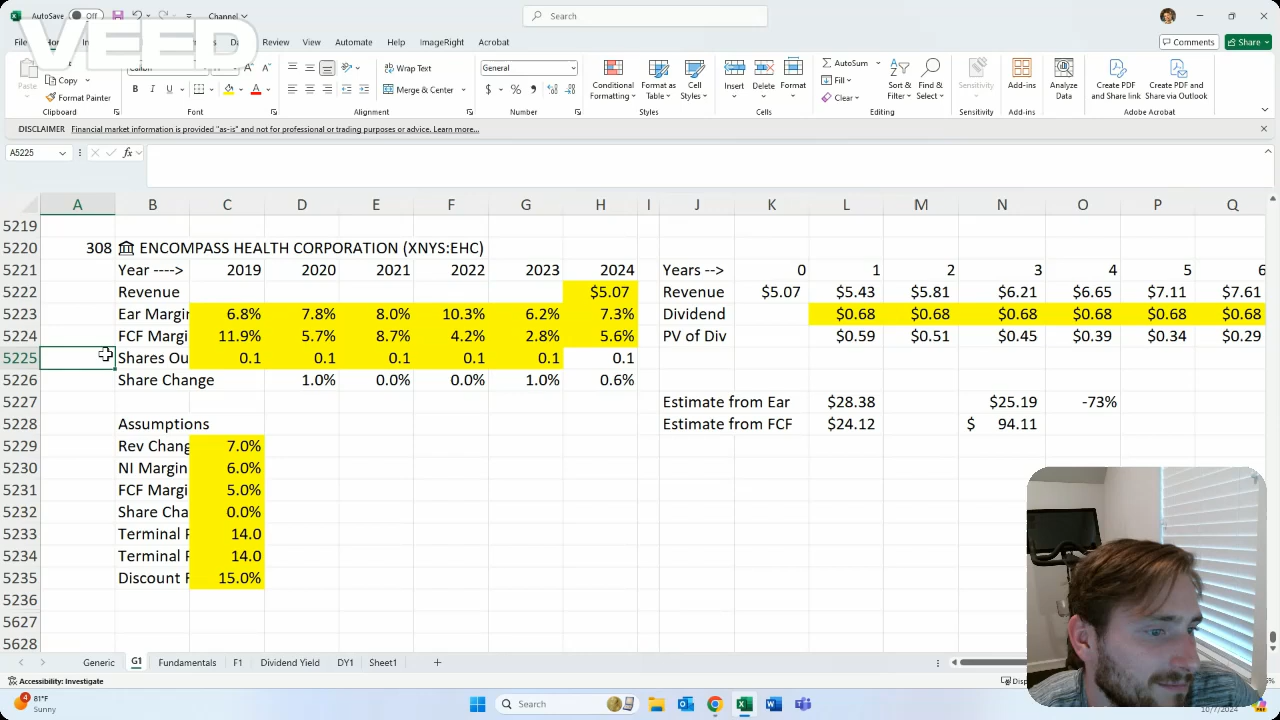 AutoSave Off Channel Search
VEED
Review View Automate Help ImageRight Acrobat Comments Share
Paste Copy Format Painter
Wrap Text Merge & Center General
Conditional Formatting Format as Table Cell Styles Insert Delete Format
AutoSum Fill Clear Sort & Filter Find & Select Sensitivity Add-ins Analyze Data Create PDF and Share link Create PDF and Share via Outlook
Clipboard Font Alignment Number Styles Cells Editing Sensitivity Add-ins Adobe Acrobat
DISCLAIMER Financial market information is provided "as-is" and not for professional or trading purposes or advice. Learn more...
A5225 fx
A B C D E F G H I J K L M N O P Q
5219
5220 308 ENCOMPASS HEALTH CORPORATION (XNYS:EHC)
5221 Year ----> 2019 2020 2021 2022 2023 2024 Years --> 0 1 2 3 4 5 6
5222 Revenue $5.07 Revenue $5.07 $5.43 $5.81 $6.21 $6.65 $7.11 $7.61
5223 Ear Margin 6.8% 7.8% 8.0% 10.3% 6.2% 7.3% Dividend $0.68 $0.68 $0.68 $0.68 $0.68 $0.68
5224 FCF Margi 11.9% 5.7% 8.7% 4.2% 2.8% 5.6% PV of Div $0.59 $0.51 $0.45 $0.39 $0.34 $0.29
5225 Shares Ou 0.1 0.1 0.1 0.1 0.1 0.1
5226 Share Change 1.0% 0.0% 0.0% 1.0% 0.6%
5227 Estimate from Ear $28.38 $25.19 -73%
5228 Assumptions Estimate from FCF $24.12 $ 94.11
5229 Rev Chang 7.0%
5230 NI Margin 6.0%
5231 FCF Margi 5.0%
5232 Share Cha 0.0%
5233 Terminal P 14.0
5234 Terminal P 14.0
5235 Discount F 15.0%
5236
5627
5628
Generic G1 Fundamentals F1 Dividend Yield DY1 Sheet1
Accessibility: Investigate
4 81°F Sunny Search 10/7/2024